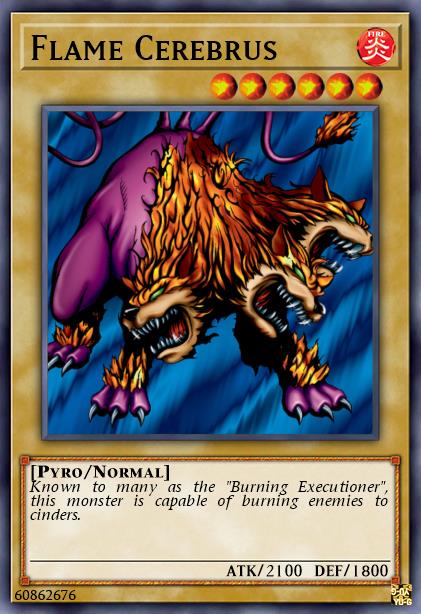 FLAME CEREBRUS
FIRE
炎
[PYRO/NORMAL]
Known to many as the "Burning Executioner",
this monster is capable of burning enemies to
cinders.
ATK/2100 DEF/1800
60862676